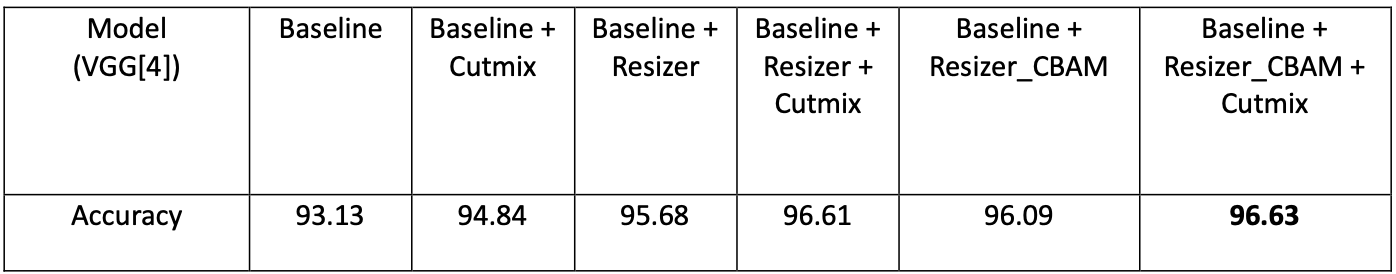 Model (VGG[4]) Baseline Baseline + Cutmix Baseline + Resizer Baseline + Resizer + Cutmix Baseline + Resizer_CBAM Baseline + Resizer_CBAM + Cutmix
Accuracy 93.13 94.84 95.68 96.61 96.09 96.63